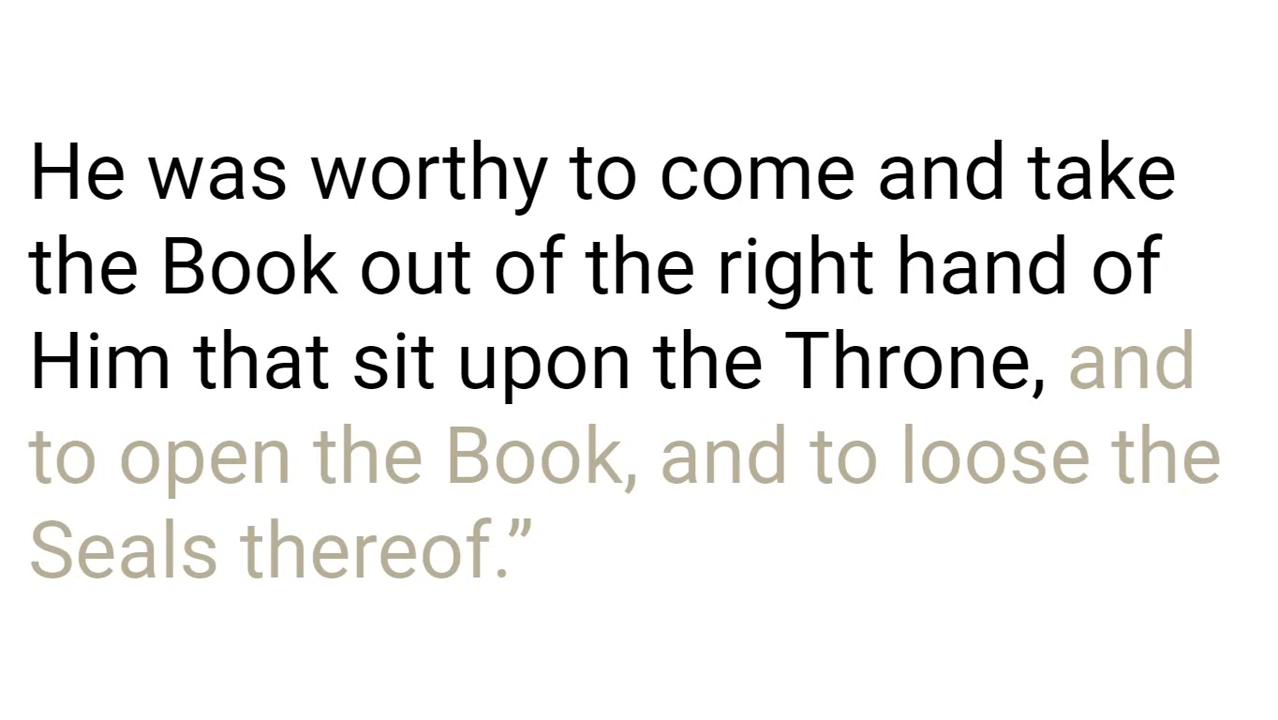 He was worthy to come and take
the Book out of the right hand of
Him that sit upon the Throne, and
to open the Book, and to loose the
Seals thereof.”